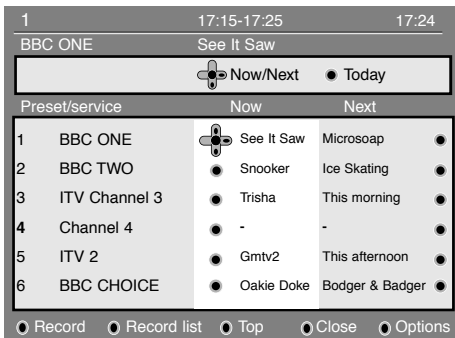 1 17:15-17:25 17:24
BBC ONE See It Saw
Now/Next Today
Preset/service Now Next
1 BBC ONE See It Saw Microsoap
2 BBC TWO Snooker Ice Skating
3 ITV Channel 3 Trisha This morning
4 Channel 4 - -
5 ITV 2 Gmtv2 This afternoon
6 BBC CHOICE Oakie Doke Bodger & Badger
Record Record list Top Close Options